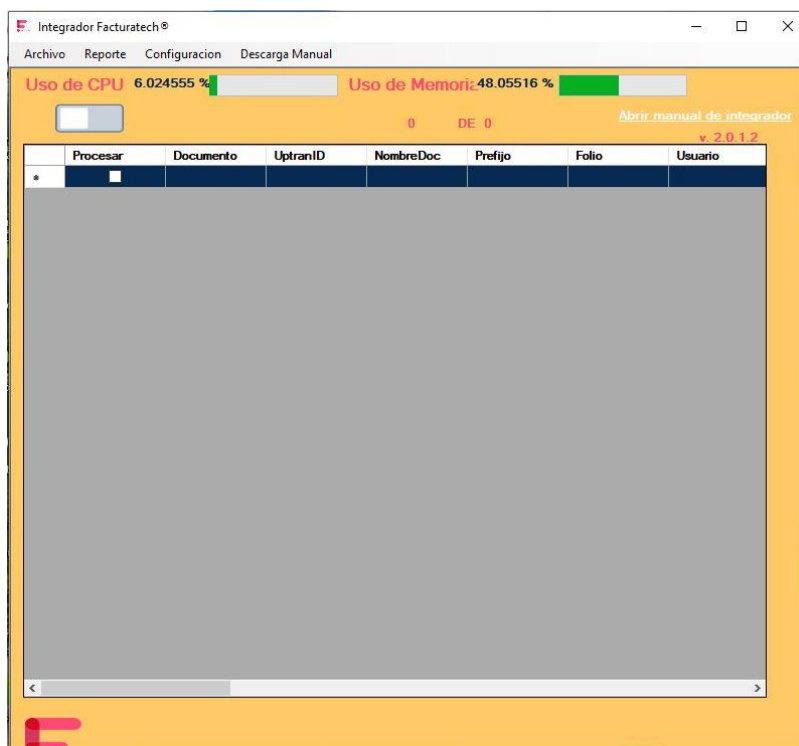 Integrador Facturatech®
Archivo Reporte Configuracion Descarga Manual
Uso de CPU 6.024555 % Uso de Memoria 48.05516 %
0 DE 0 Abrir manual de integrador
v. 2.0.1.2
Procesar Documento UptranID NombreDoc Prefijo Folio Usuario
*